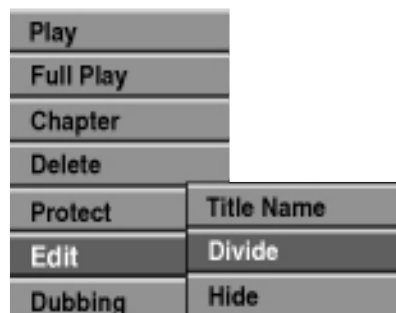 Play
Full Play
Chapter
Delete
Protect
Edit
Dubbing
Title Name
Divide
Hide